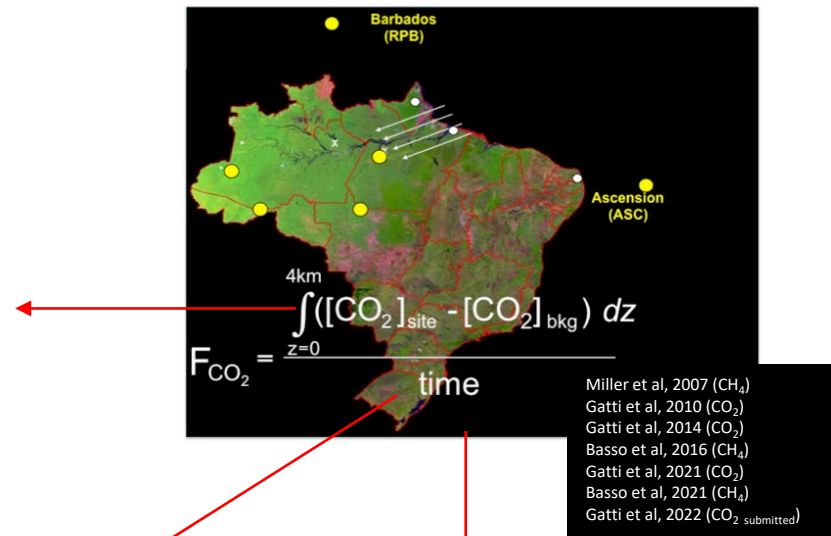 Barbados
(RPB)
x
Ascension
(ASC)
4km
∫([CO₂]site - [CO₂] bkg) dz
z=0
F CO₂ =
time
Miller et al, 2007 (CH₄)
Gatti et al, 2010 (CO₂)
Gatti et al, 2014 (CO₂)
Basso et al, 2016 (CH₄)
Gatti et al, 2021 (CO₂)
Basso et al, 2021 (CH₄)
Gatti et al, 2022 (CO₂ submitted)